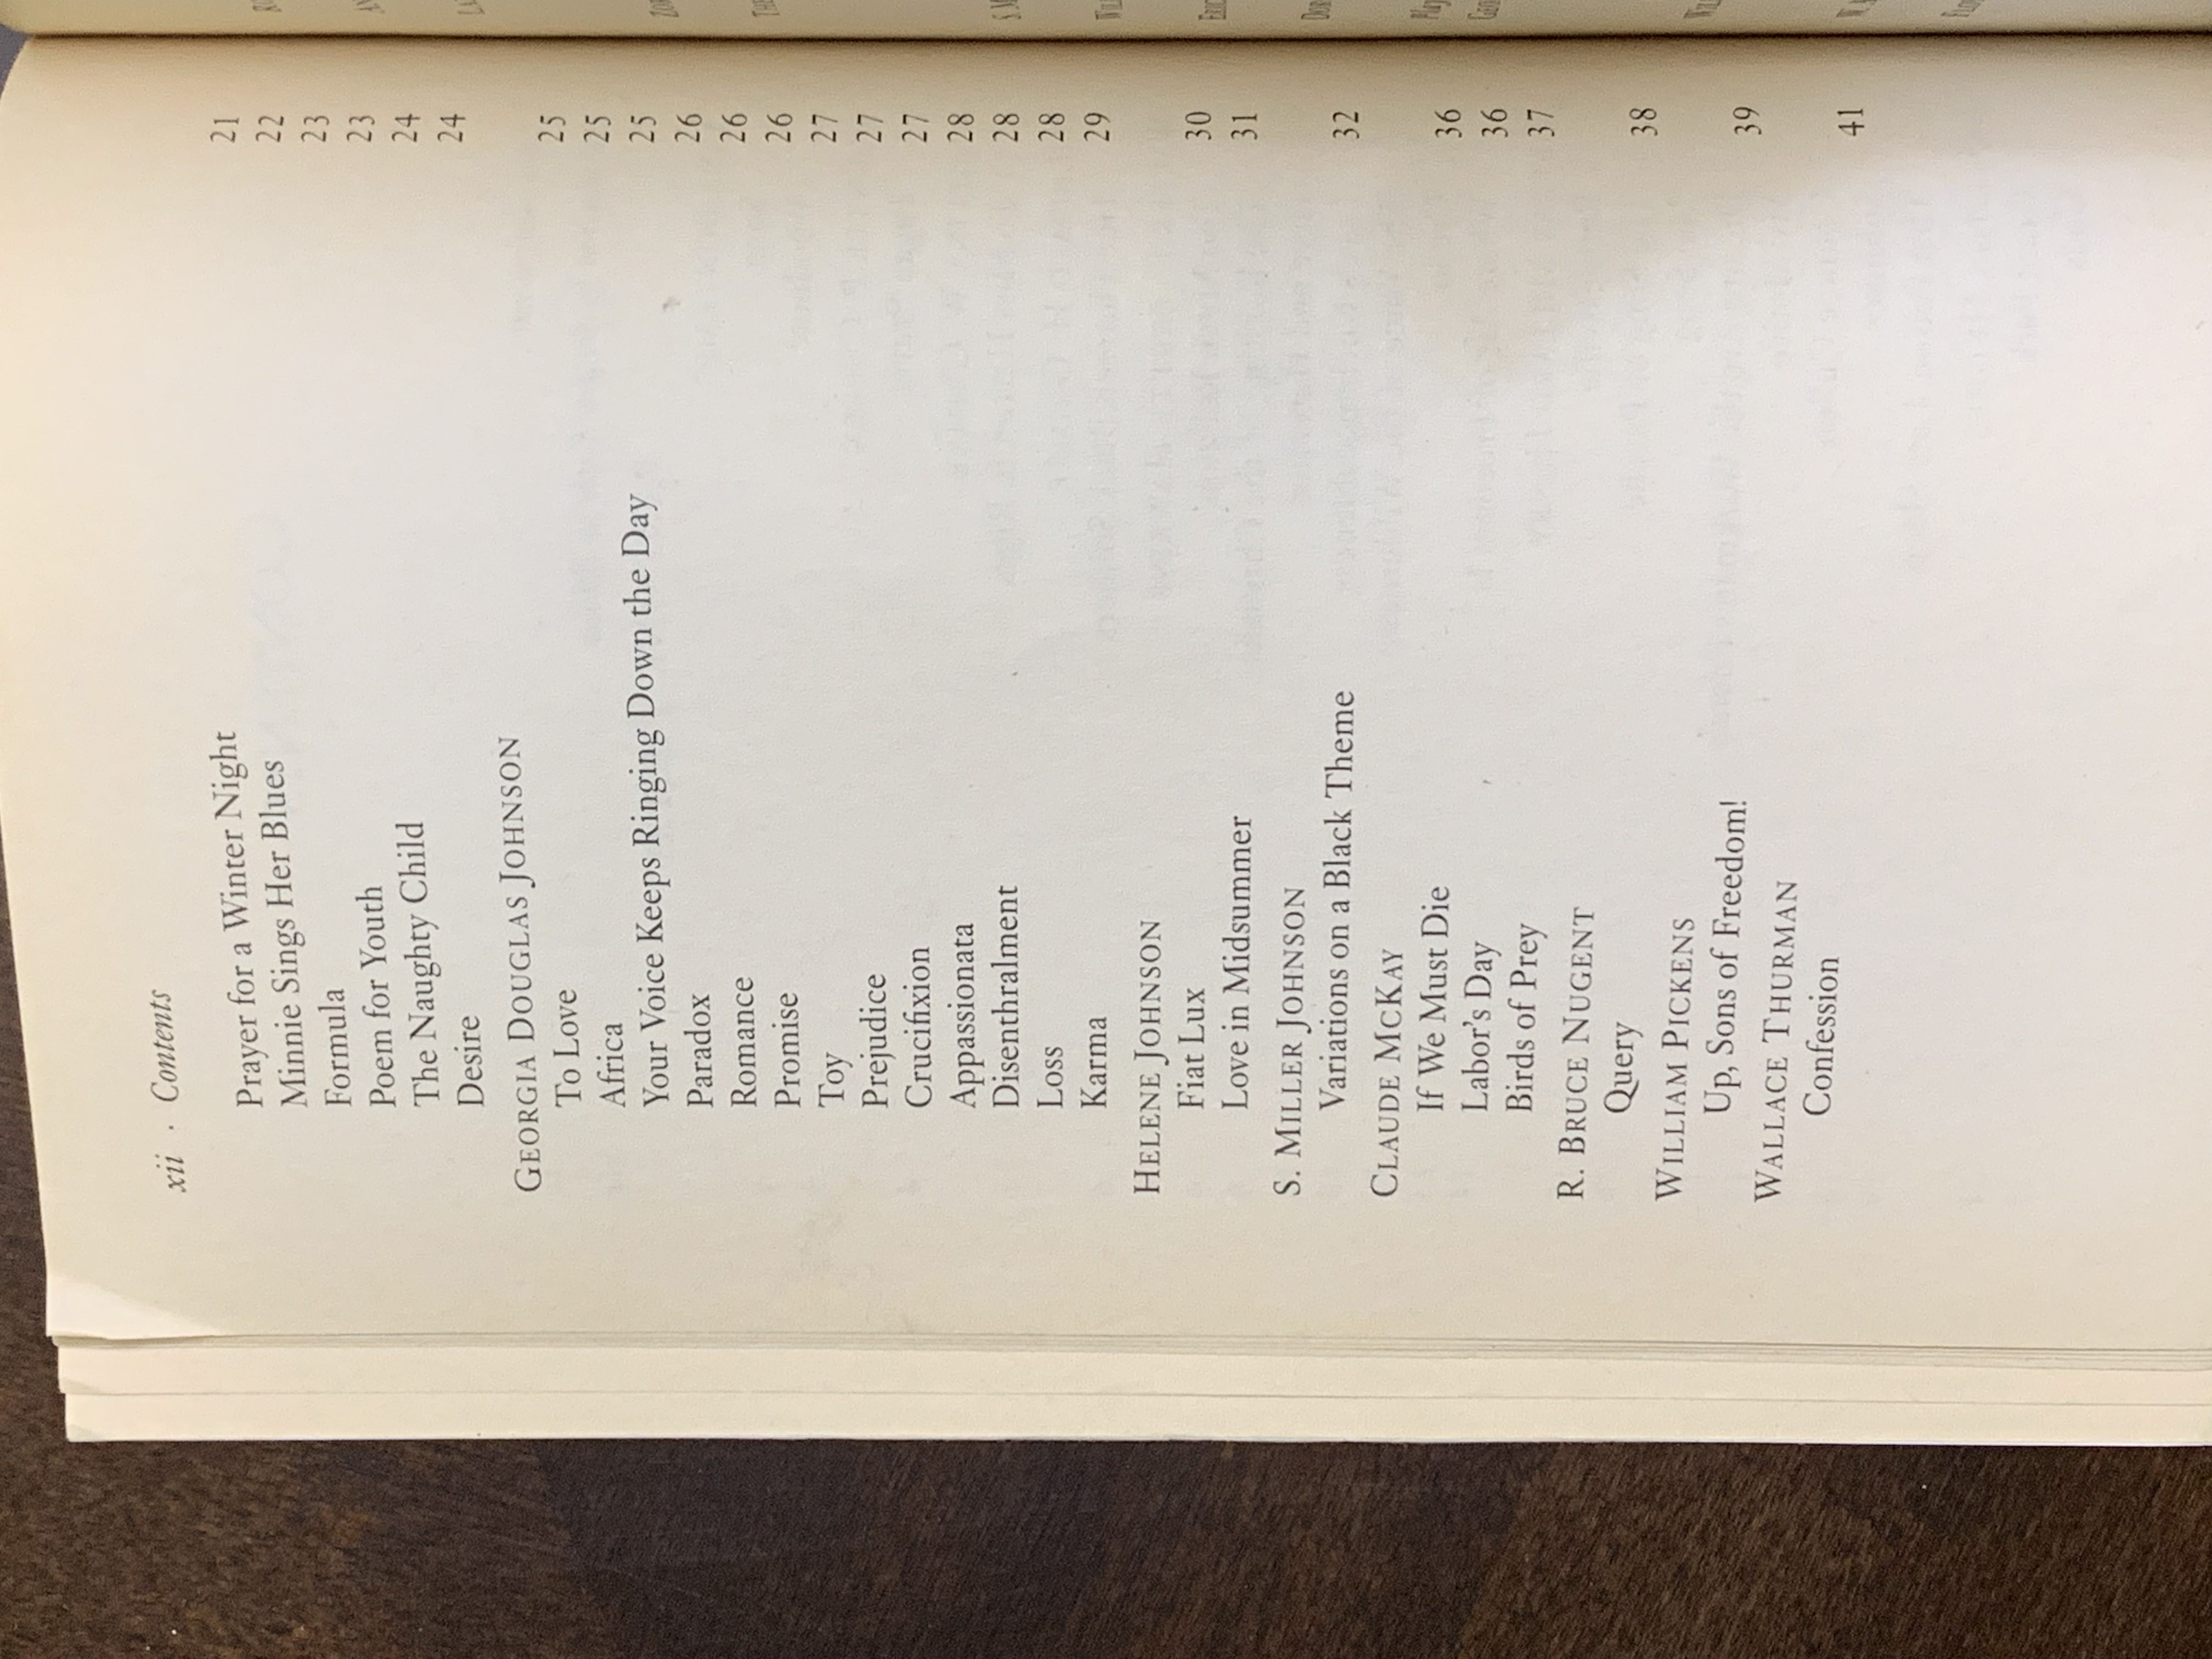 xii . Contents
Prayer for a Winter Night 21
Minnie Sings Her Blues 22
Formula 23
Poem for Youth 23
The Naughty Child 24
Desire 24
GEORGIA DOUGLAS JOHNSON
To Love 25
Africa 25
Your Voice Keeps Ringing Down the Day 25
Paradox 26
Romance 26
Promise 26
Toy 27
Prejudice 27
Crucifixion 27
Appassionata 28
Disenthralment 28
Loss 28
Karma 29
HELENE JOHNSON
Fiat Lux 30
Love in Midsummer 31
S. MILLER JOHNSON
Variations on a Black Theme 32
CLAUDE MCKAY
If We Must Die 36
Labor's Day 36
Birds of Prey 37
R. BRUCE NUGENT
Query 38
WILLIAM PICKENS
Up, Sons of Freedom! 39
WALLACE THURMAN
Confession 41